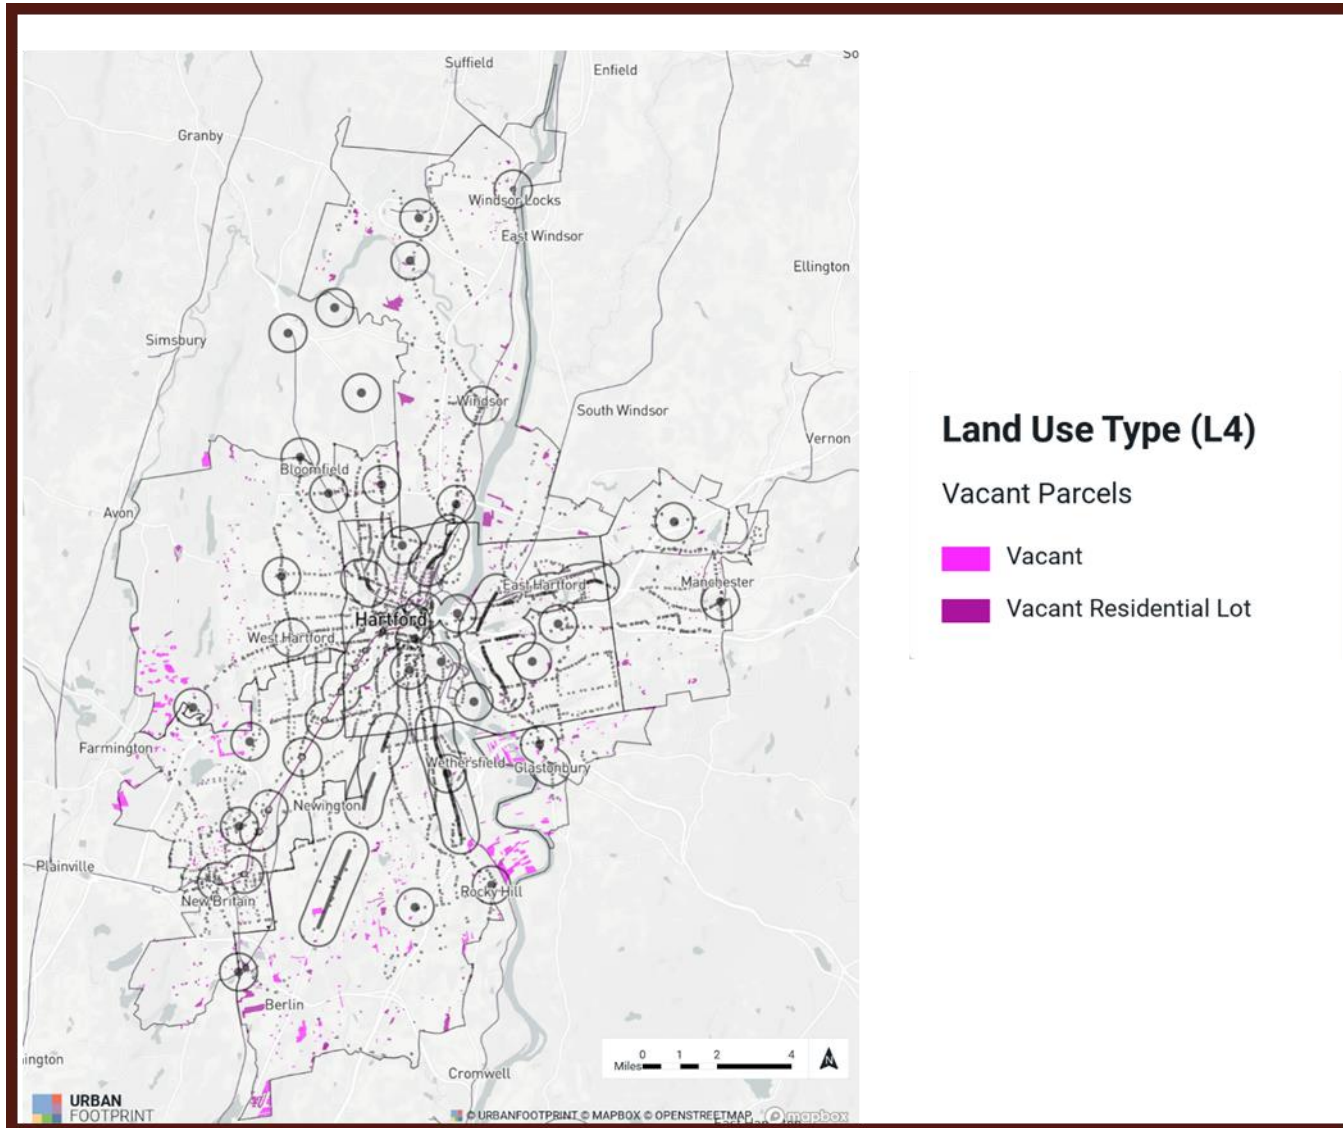 So
Suffield
Enfield
Granby
Windsor Locks
East Windsor
Ellington
Simsbury
Windsor
South Windsor
Vernon
Bloomfield
Avon
East Hartford
Manchester
Hartford
West Hartford
Farmington
Wethersfield
Glastonbury
Newington
Plainville
New Britain
Rocky Hill
Berlin
ington
Cromwell
0 1 2 4
Miles
N
URBAN
FOOTPRINT
© URBANFOOTPRINT © MAPBOX © OPENSTREETMAP
mapbox
Land Use Type (L4)
Vacant Parcels
Vacant
Vacant Residential Lot